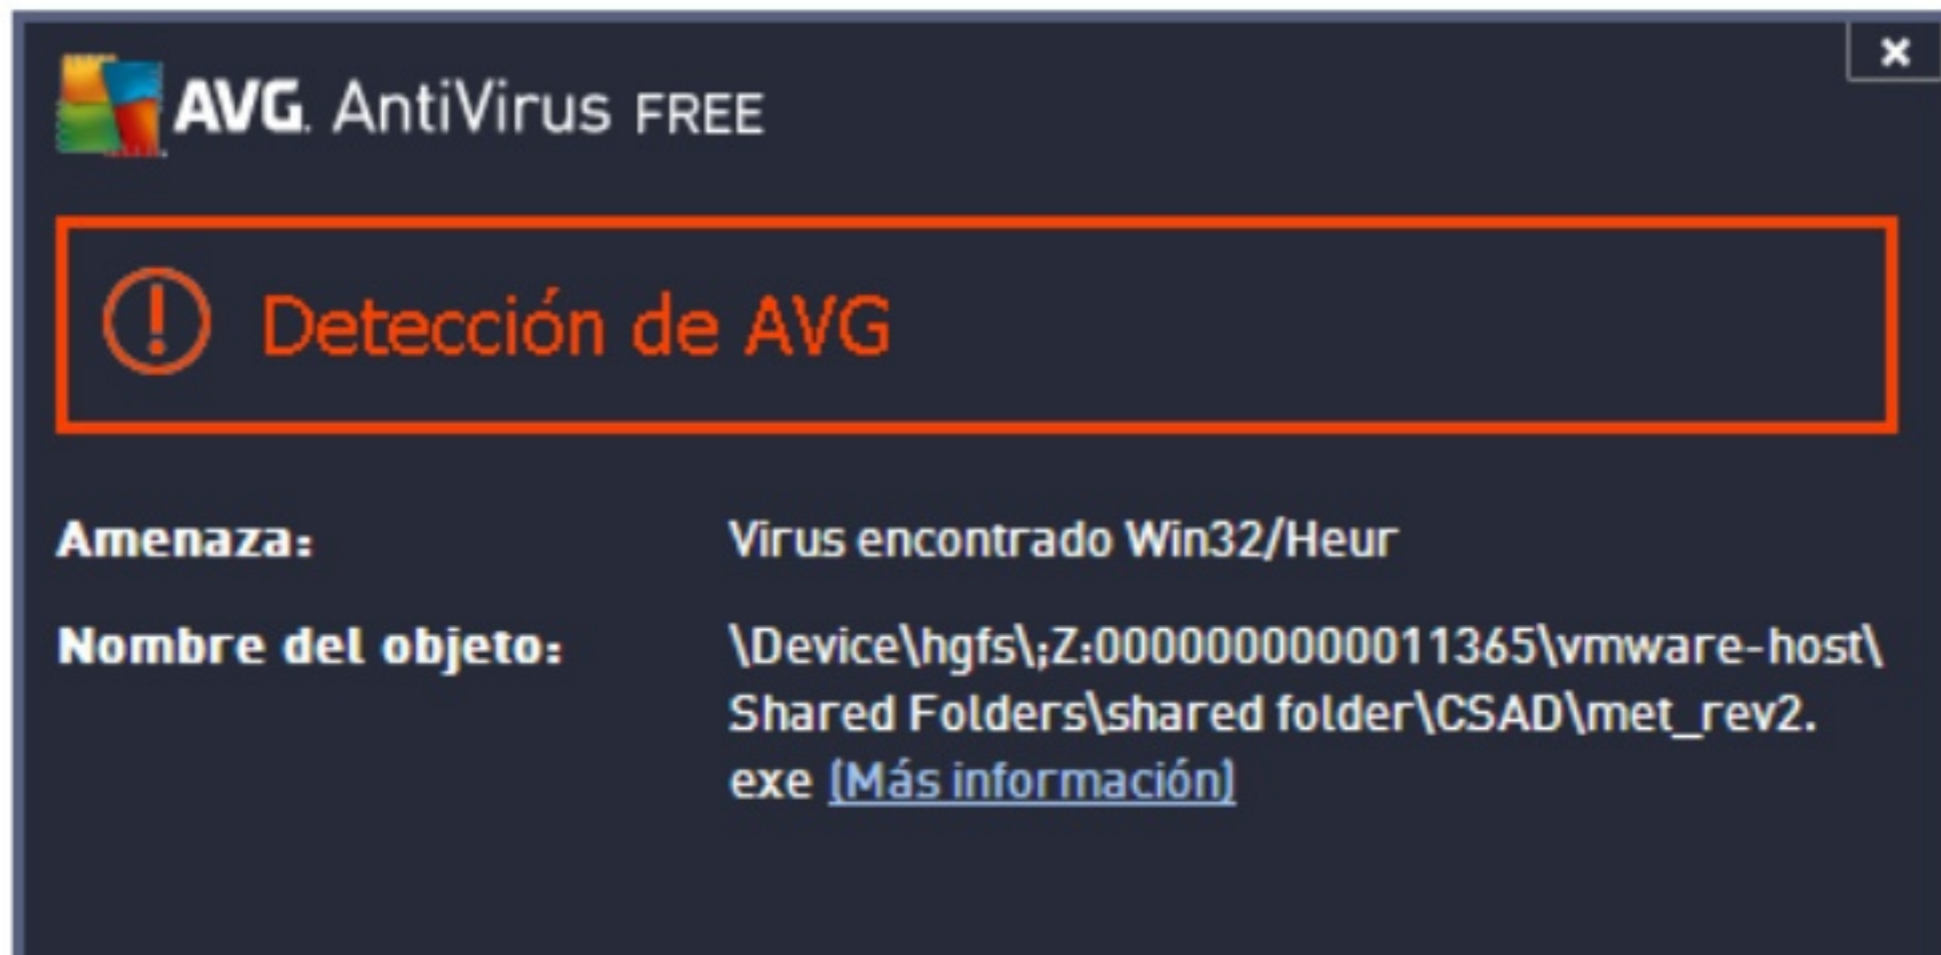 AVG. AntiVirus FREE
Detección de AVG
Amenaza: Virus encontrado Win32/Heur
Nombre del objeto: \Device\hgfs\;Z:0000000000011365\vmware-host\
Shared Folders\shared folder\CSAD\met_rev2.
exe (Más información)